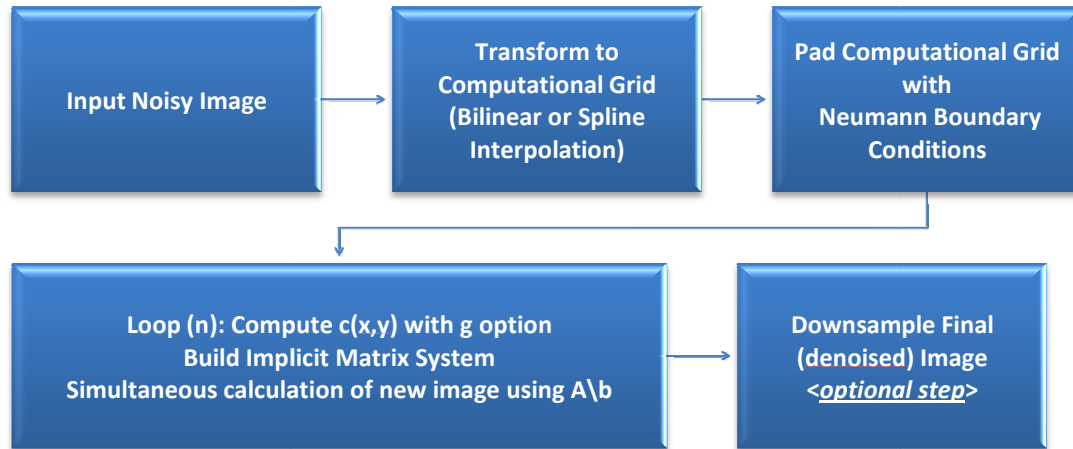 Input Noisy Image
Transform to
Computational Grid
(Bilinear or Spline
Interpolation)
Pad Computational Grid
with
Neumann Boundary
Conditions
Loop (n): Compute c(x,y) with g option
Build Implicit Matrix System
Simultaneous calculation of new image using A\b
Downsample Final
(denoised) Image
<optional step>